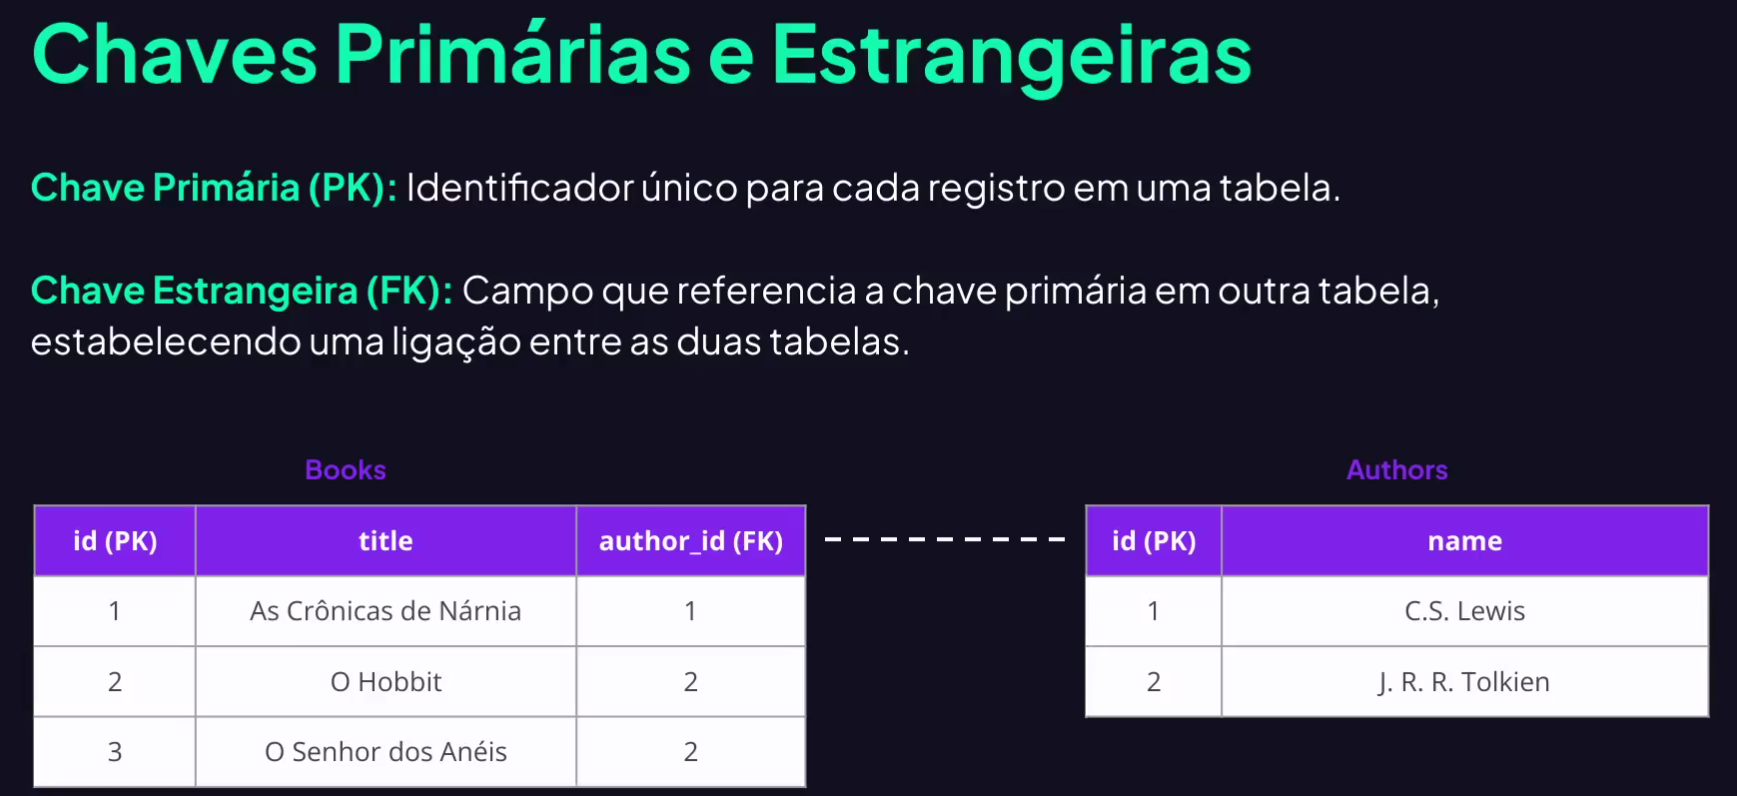 Chaves Primárias e Estrangeiras
Chave Primária (PK): Identificador único para cada registro em uma tabela.
Chave Estrangeira (FK): Campo que referencia a chave primária em outra tabela,
estabelecendo uma ligação entre as duas tabelas.
Books
id (PK) title author_id (FK)
1 As Crônicas de Nárnia 1
2 O Hobbit 2
3 O Senhor dos Anéis 2
Authors
id (PK) name
1 C.S. Lewis
2 J. R. R. Tolkien